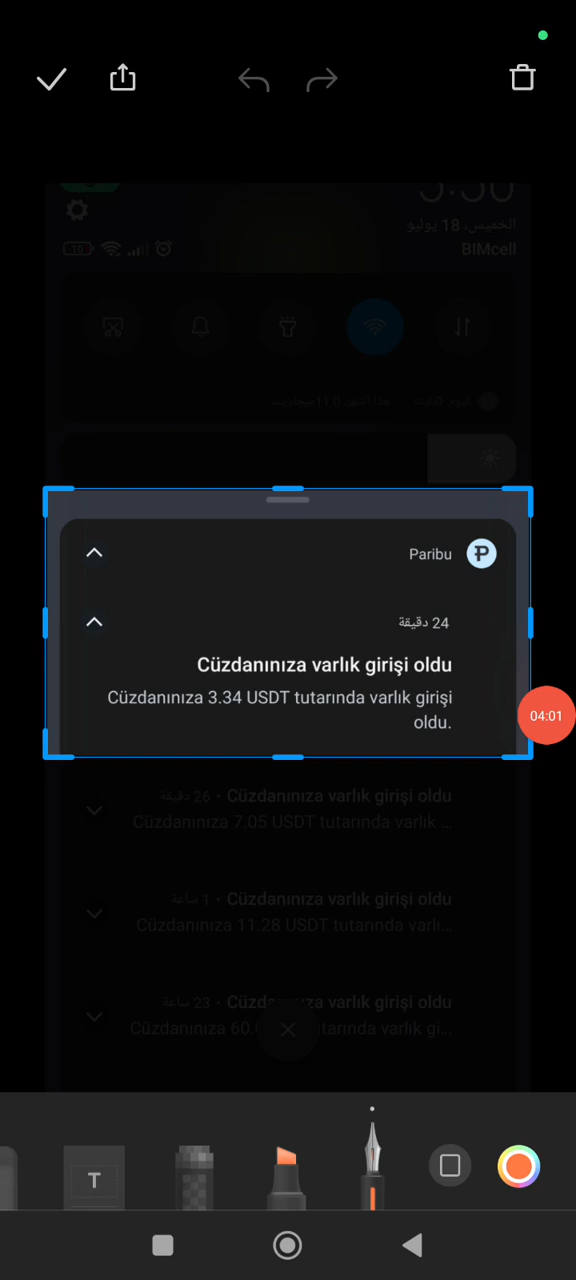 الخميس، 18 يوليو
BIMcell
Paribu
24 دقيقة
Cüzdanınıza varlık girişi oldu
Cüzdanınıza 3.34 USDT tutarında varlık girişi
oldu.
04:01
Cüzdanınıza varlık girişi oldu • 26 دقيقة
Cüzdanınıza 7.05 USDT tutarında varlık ...
Cüzdanınıza varlık girişi oldu • 1 ساعة
Cüzdanınıza 11.28 USDT tutarında varlı...
Cüzdanınıza varlık girişi oldu • 23 ساعة
Cüzdanınıza 60. tarında varlık gi...
T